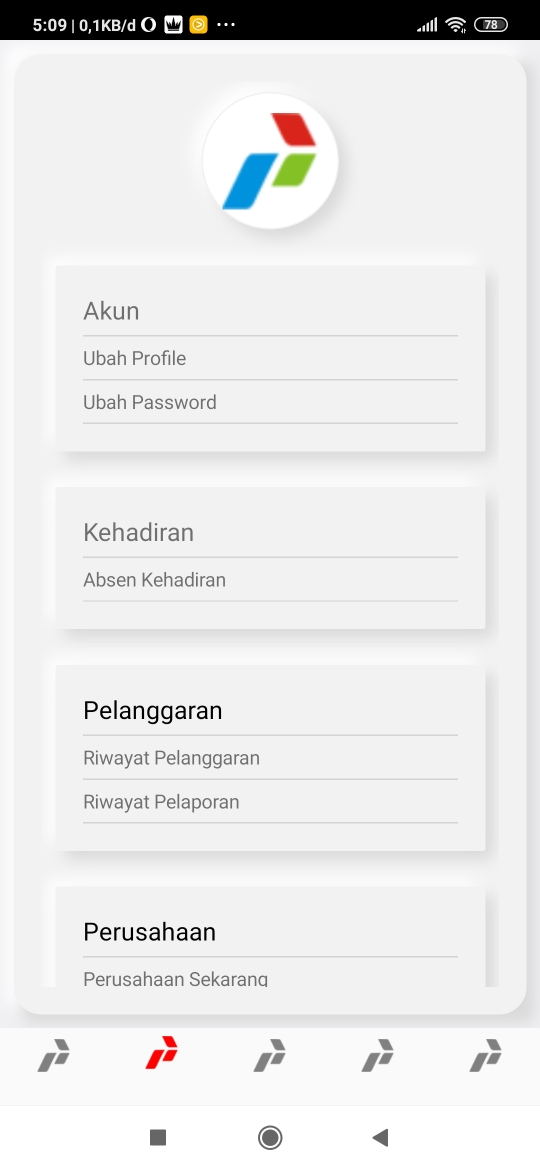 5:09 | 0,1KB/d
78
Akun
Ubah Profile
Ubah Password
Kehadiran
Absen Kehadiran
Pelanggaran
Riwayat Pelanggaran
Riwayat Pelaporan
Perusahaan
Perusahaan Sekarang